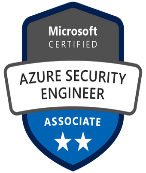 Microsoft
CERTIFIED
AZURE SECURITY
ENGINEER
ASSOCIATE